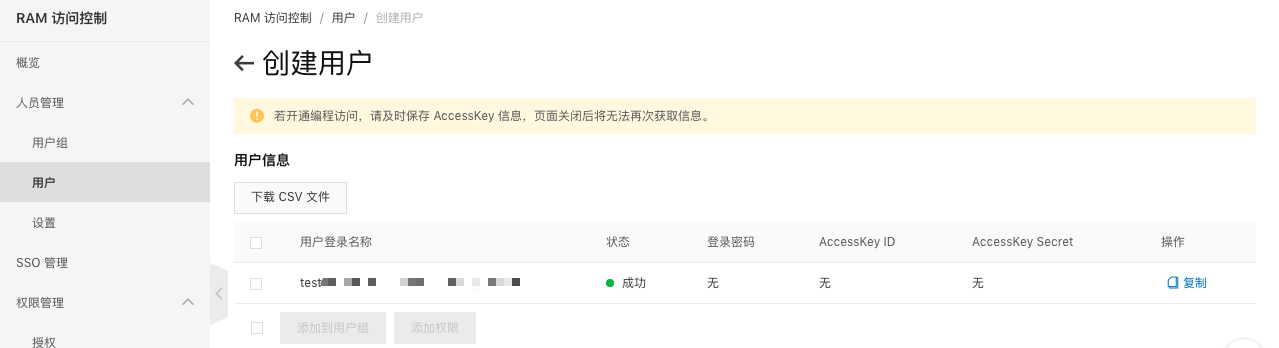 RAM 访问控制
概览
人员管理
用户组
用户
设置
SSO 管理
权限管理
授权
RAM 访问控制 / 用户 / 创建用户
← 创建用户
若开通编程访问，请及时保存 AccessKey 信息，页面关闭后将无法再次获取信息。
用户信息
下载 CSV 文件
用户登录名称 状态 登录密码 AccessKey ID AccessKey Secret 操作
test 成功 无 无 无 复制
添加到用户组 添加权限